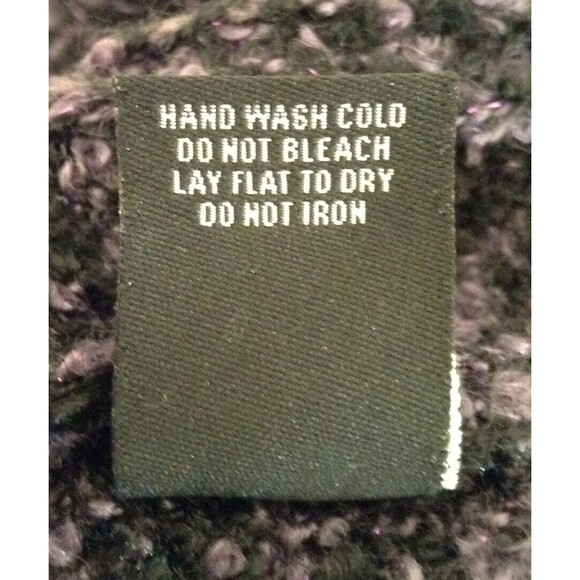 HAND WASH COLD
DO NOT BLEACH
LAY FLAT TO DRY
DO NOT IRON